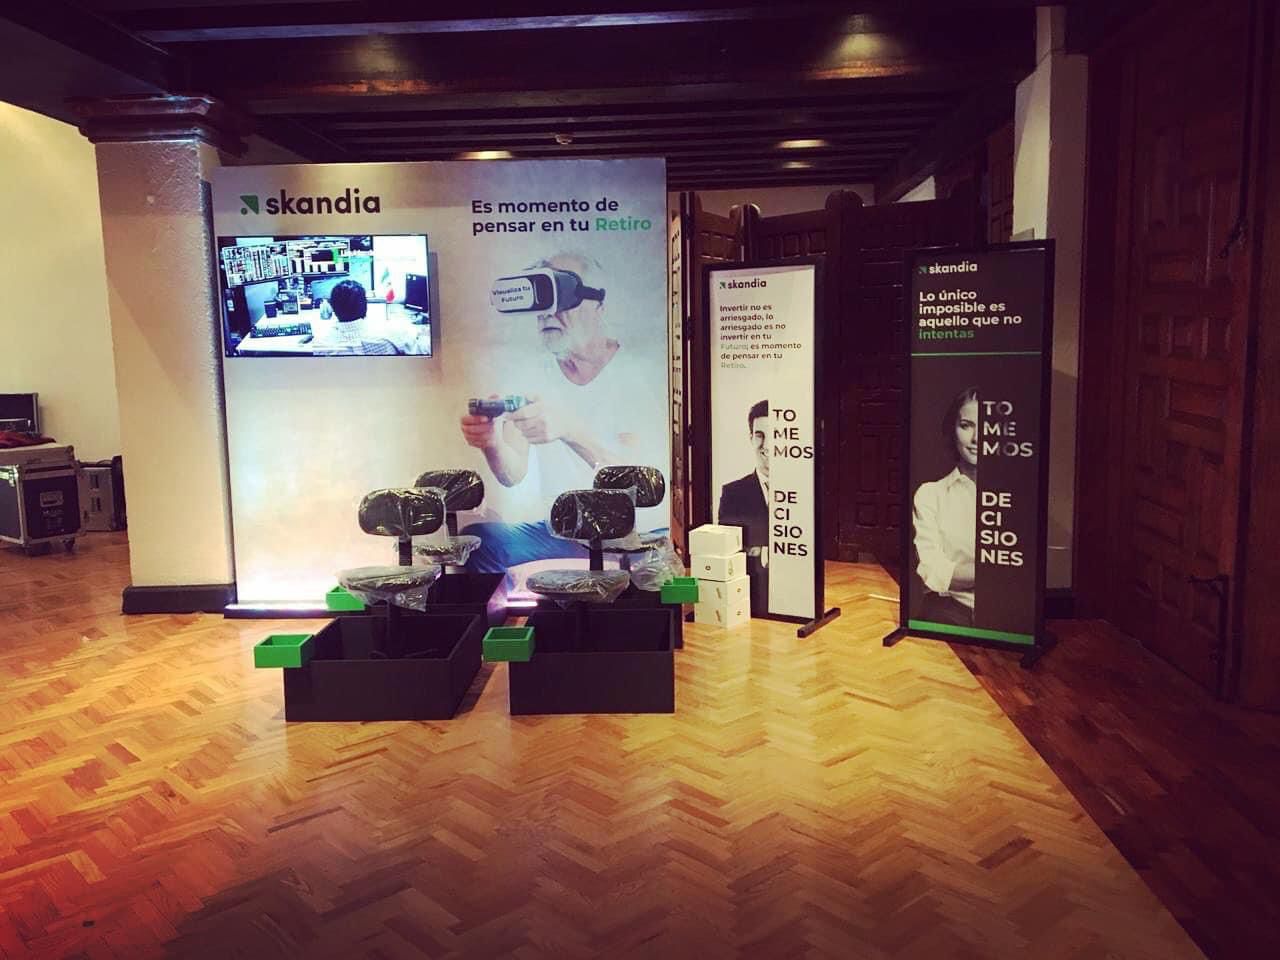 skandia
Es momento de
pensar en tu Retiro
Visualiza tu
Futuro
skandia
Invertir no es
arriesgado, lo
arriesgado es no
invertir en tu
Futuro; es momento
de pensar en tu
Retiro.
TO
ME
MOS
DE
CI
SIO
NES
skandia
Lo único
imposible es
aquello que no
intentas
TO
ME
MOS
DE
CI
SIO
NES